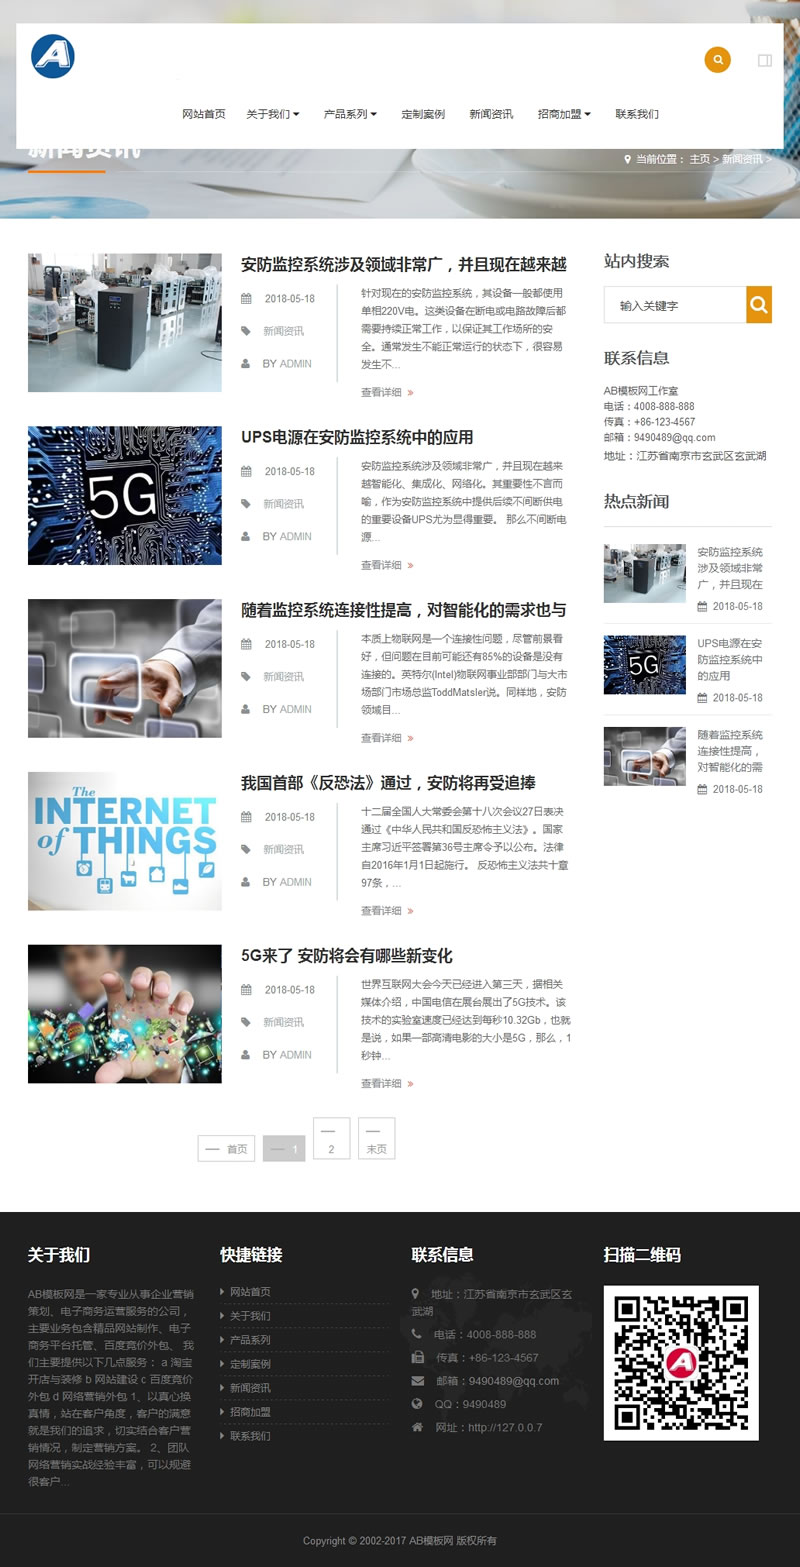 A
网站首页 关于我们 产品系列 定制案例 新闻资讯 招商加盟 联系我们
新闻资讯
当前位置： 主页 > 新闻资讯 >
安防监控系统涉及领域非常广，并且现在越来越
2018-05-18
新闻资讯
BY ADMIN
针对现在的安防监控系统，其设备一般都使用
单相220V电。这类设备在断电或电路故障后都
需要持续正常工作，以保证其工作场所的安
全。通常发生不能正常运行的状态下，很容易
发生不...
查看详细 »
5G
UPS电源在安防监控系统中的应用
2018-05-18
新闻资讯
BY ADMIN
安防监控系统涉及领域非常广，并且现在越来
越智能化、集成化、网络化。其重要性不言而
喻，作为安防监控系统中提供后续不间断供电
的重要设备UPS尤为显得重要。 那么不间断电
源...
查看详细 »
随着监控系统连接性提高，对智能化的需求也与
2018-05-18
新闻资讯
BY ADMIN
本质上物联网是一个连接性问题，尽管前景看
好，但问题在目前可能还有85%的设备是没有
连接的。英特尔(Intel)物联网事业部部门与大市
场部门市场总监ToddMatsler说。同样地，安防
领域目...
查看详细 »
The
INTERNET
of THINGS
我国首部《反恐法》通过，安防将再受追捧
2018-05-18
新闻资讯
BY ADMIN
十二届全国人大常委会第十八次会议27日表决
通过《中华人民共和国反恐怖主义法》。国家
主席习近平签署第36号主席令予以公布。法律
自2016年1月1日起施行。 反恐怖主义法共十章
97条，...
查看详细 »
5G来了 安防将会有哪些新变化
2018-05-18
新闻资讯
BY ADMIN
世界互联网大会今天已经进入第三天，据相关
媒体介绍，中国电信在展台展出了5G技术。该
技术的实验室速度已经达到每秒10.32Gb，也就
是说，如果一部高清电影的大小是5G，那么，1
秒钟...
查看详细 »
首页 1 2 末页
站内搜索
输入关键字
联系信息
AB模板网工作室
电话：4008-888-888
传真：+86-123-4567
邮箱：9490489@qq.com
地址：江苏省南京市玄武区玄武湖
热点新闻
安防监控系统
涉及领域非常
广，并且现在
2018-05-18
5G
UPS电源在安
防监控系统中
的应用
2018-05-18
随着监控系统
连接性提高，
对智能化的需
2018-05-18
关于我们
AB模板网是一家专业从事企业营销
策划、电子商务运营服务的公司，
主要业务包含精品网站制作、电子
商务平台托管、百度竞价外包、 我
们主要提供以下几点服务： a 淘宝
开店与装修 b 网站建设 c 百度竞价
外包 d 网络营销外包 1、以真心换
真情，站在客户角度，客户的满意
就是我们的追求，切实结合客户营
销情况，制定营销方案。 2、团队
网络营销实战经验丰富，可以规避
很客户...
快捷链接
网站首页
关于我们
产品系列
定制案例
新闻资讯
招商加盟
联系我们
联系信息
地址：江苏省南京市玄武区玄
武湖
电话：4008-888-888
传真：+86-123-4567
邮箱：9490489@qq.com
QQ：9490489
网址：http://127.0.0.7
扫描二维码
A
Copyright © 2002-2017 AB模板网 版权所有